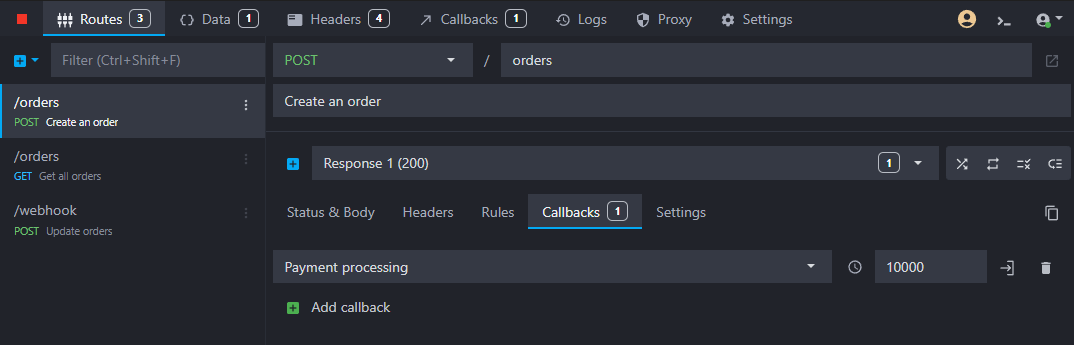 Routes 3 Data 1 Headers 4 Callbacks 1 Logs Proxy Settings
Filter (Ctrl+Shift+F)
POST / orders
/orders
POST Create an order
/orders
GET Get all orders
/webhook
POST Update orders
Create an order
Response 1 (200) 1
Status & Body Headers Rules Callbacks 1 Settings
Payment processing 10000
Add callback